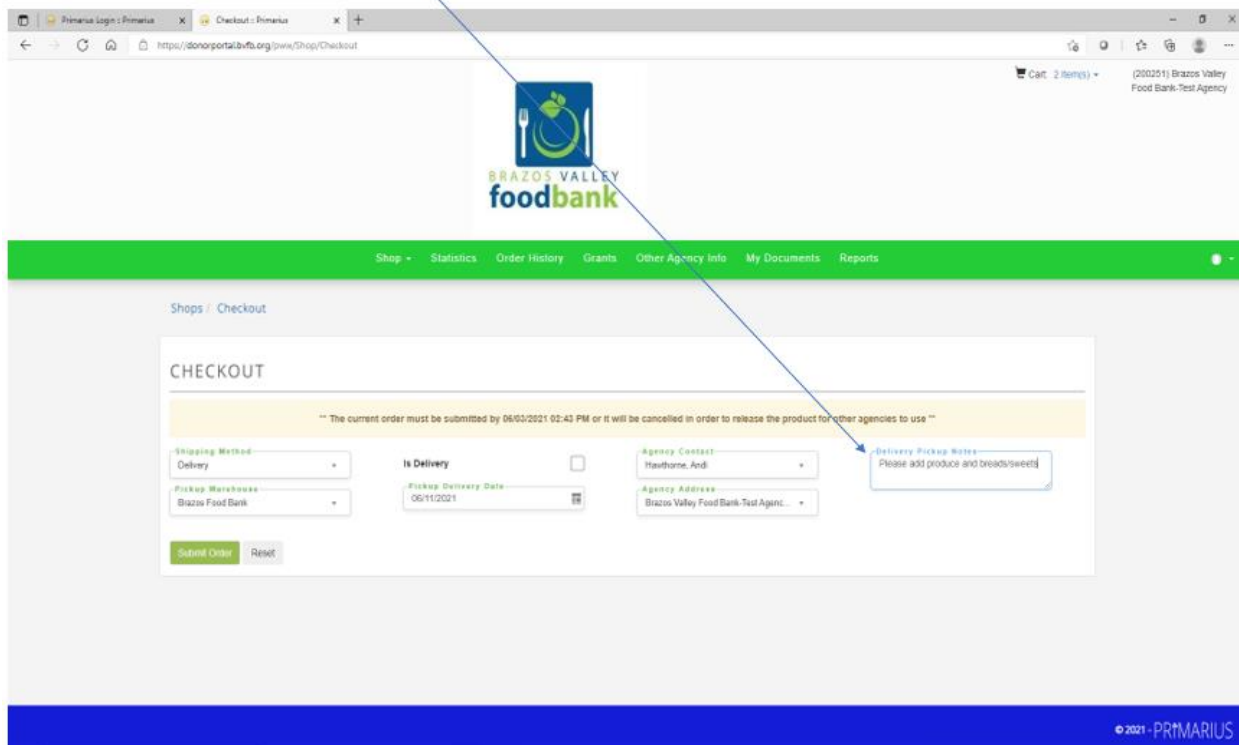 Primarius Login :: Primarius
Checkout :: Primarius
https://donorportal.bvfb.org/pww/Shop/Checkout
Cart 2 item(s)
(200251) Brazos Valley
Food Bank-Test Agency
BRAZOS VALLEY
foodbank
Shop Statistics Order History Grants Other Agency Info My Documents Reports
Shops / Checkout
CHECKOUT
** The current order must be submitted by 06/03/2021 02:43 PM or it will be cancelled in order to release the product for other agencies to use **
Shipping Method
Delivery
Is Delivery
Agency Contact
Hawthorne, Andi
Delivery Pickup Notes
Please add produce and breads/sweets
Pickup Warehouse
Brazos Food Bank
Pickup Delivery Date
06/11/2021
Agency Address
Brazos Valley Food Bank-Test Agenc...
Submit Order Reset
© 2021 - PRIMARIUS